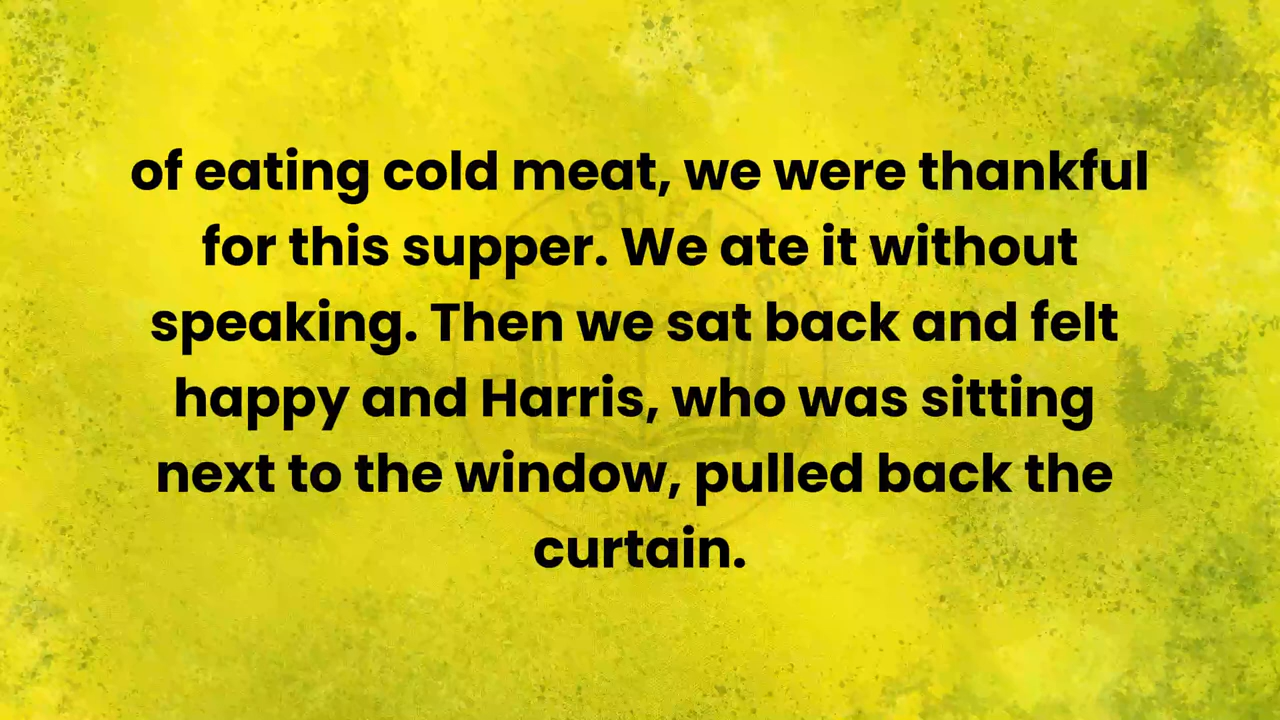 of eating cold meat, we were thankful
for this supper. We ate it without
speaking. Then we sat back and felt
happy and Harris, who was sitting
next to the window, pulled back the
curtain.